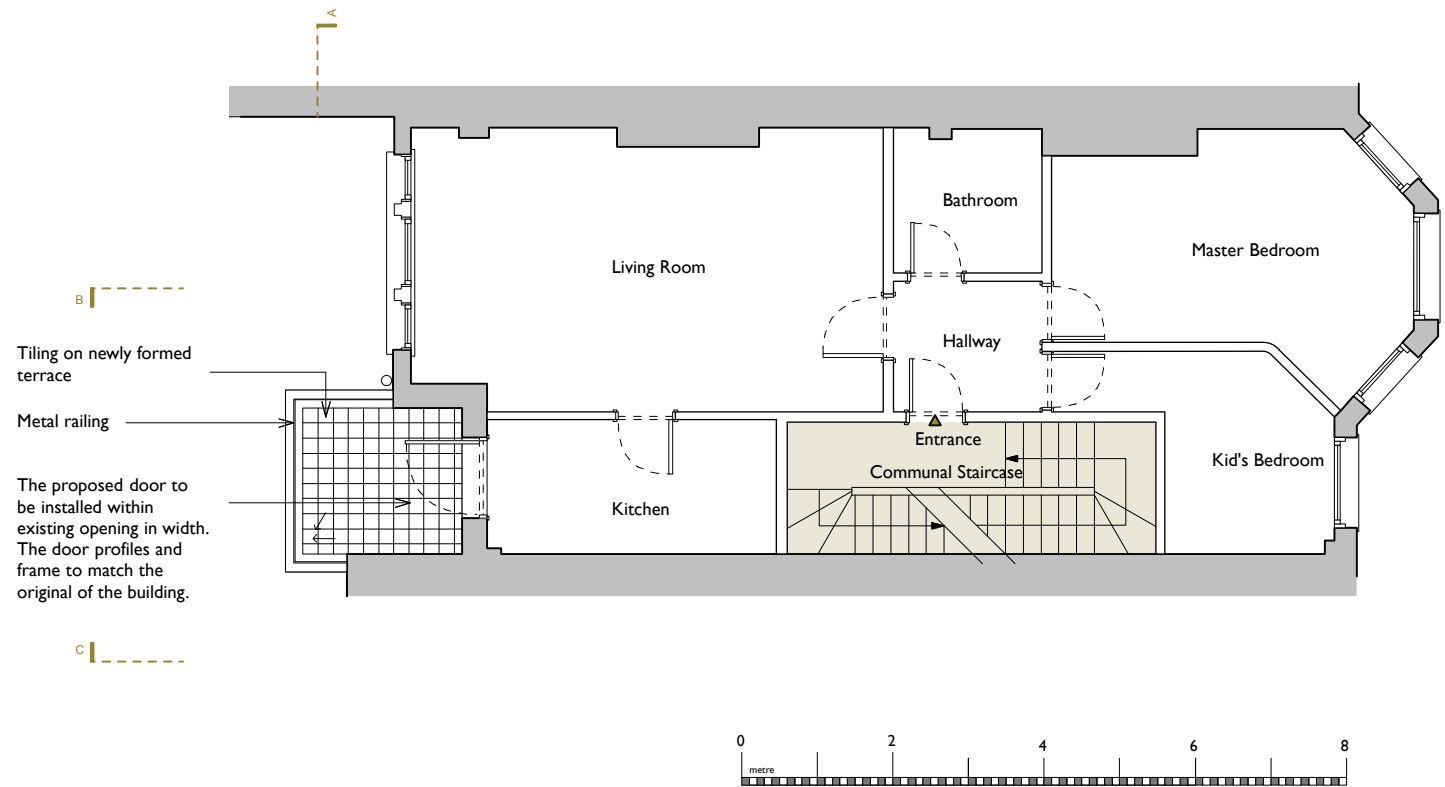 A
Bathroom
Living Room
Master Bedroom
B
Hallway
Tiling on newly formed
terrace
Metal railing
Entrance
Communal Staircase
Kid's Bedroom
The proposed door to
be installed within
existing opening in width.
The door profiles and
frame to match the
original of the building.
Kitchen
C
0 2 4 6 8
metre